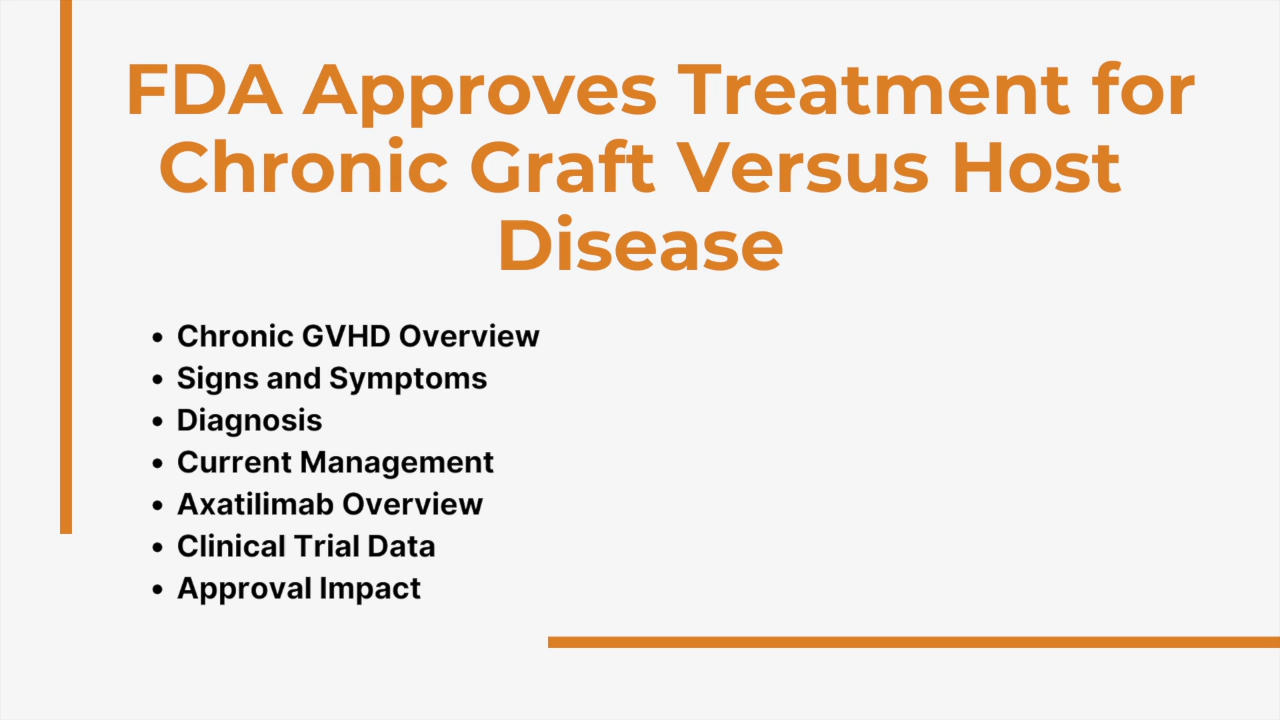 FDA Approves Treatment for
Chronic Graft Versus Host
Disease
• Chronic GVHD Overview
• Signs and Symptoms
• Diagnosis
• Current Management
• Axatilimab Overview
• Clinical Trial Data
• Approval Impact